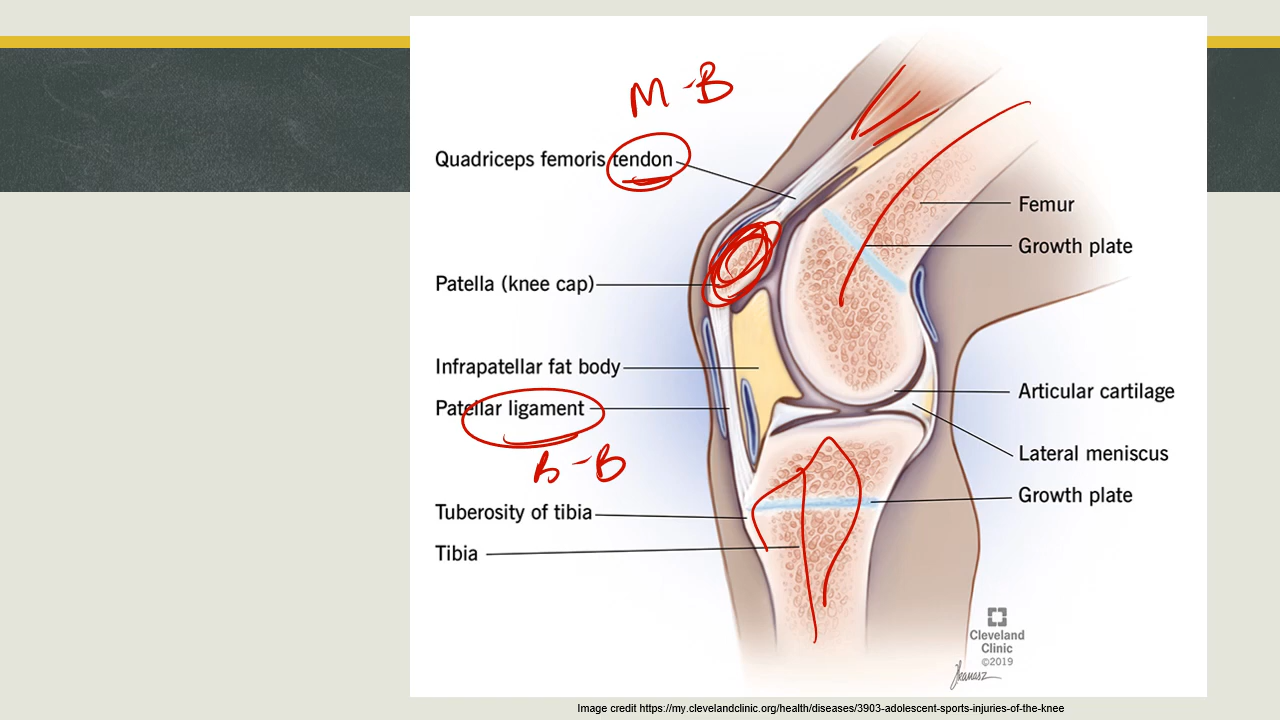 M-B
Quadriceps femoris tendon
Femur
Growth plate
Patella (knee cap)
Infrapatellar fat body
Articular cartilage
Patellar ligament
Lateral meniscus
B-B
Growth plate
Tuberosity of tibia
Tibia
Cleveland
Clinic
©2019
Image credit https://my.clevelandclinic.org/health/diseases/3903-adolescent-sports-injuries-of-the-knee